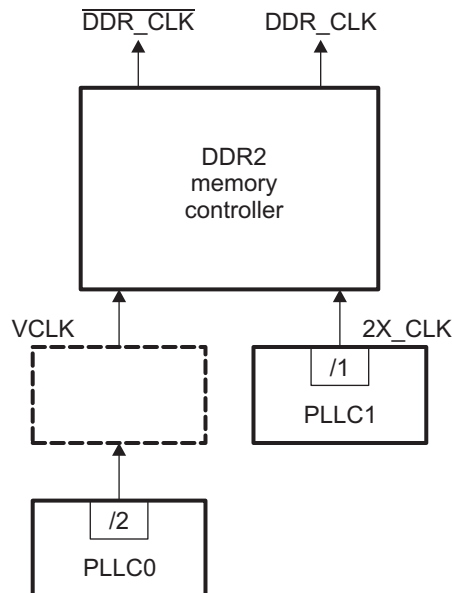 DDR_CLK DDR_CLK
DDR2
memory
controller
VCLK 2X_CLK
/1
PLLC1
/2
PLLC0